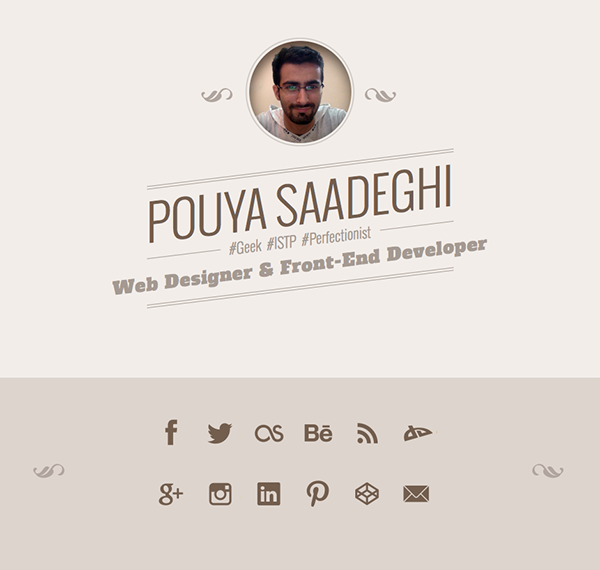 POUYA SAADEGHI
#Geek #ISTP #Perfectionist
Web Designer & Front-End Developer